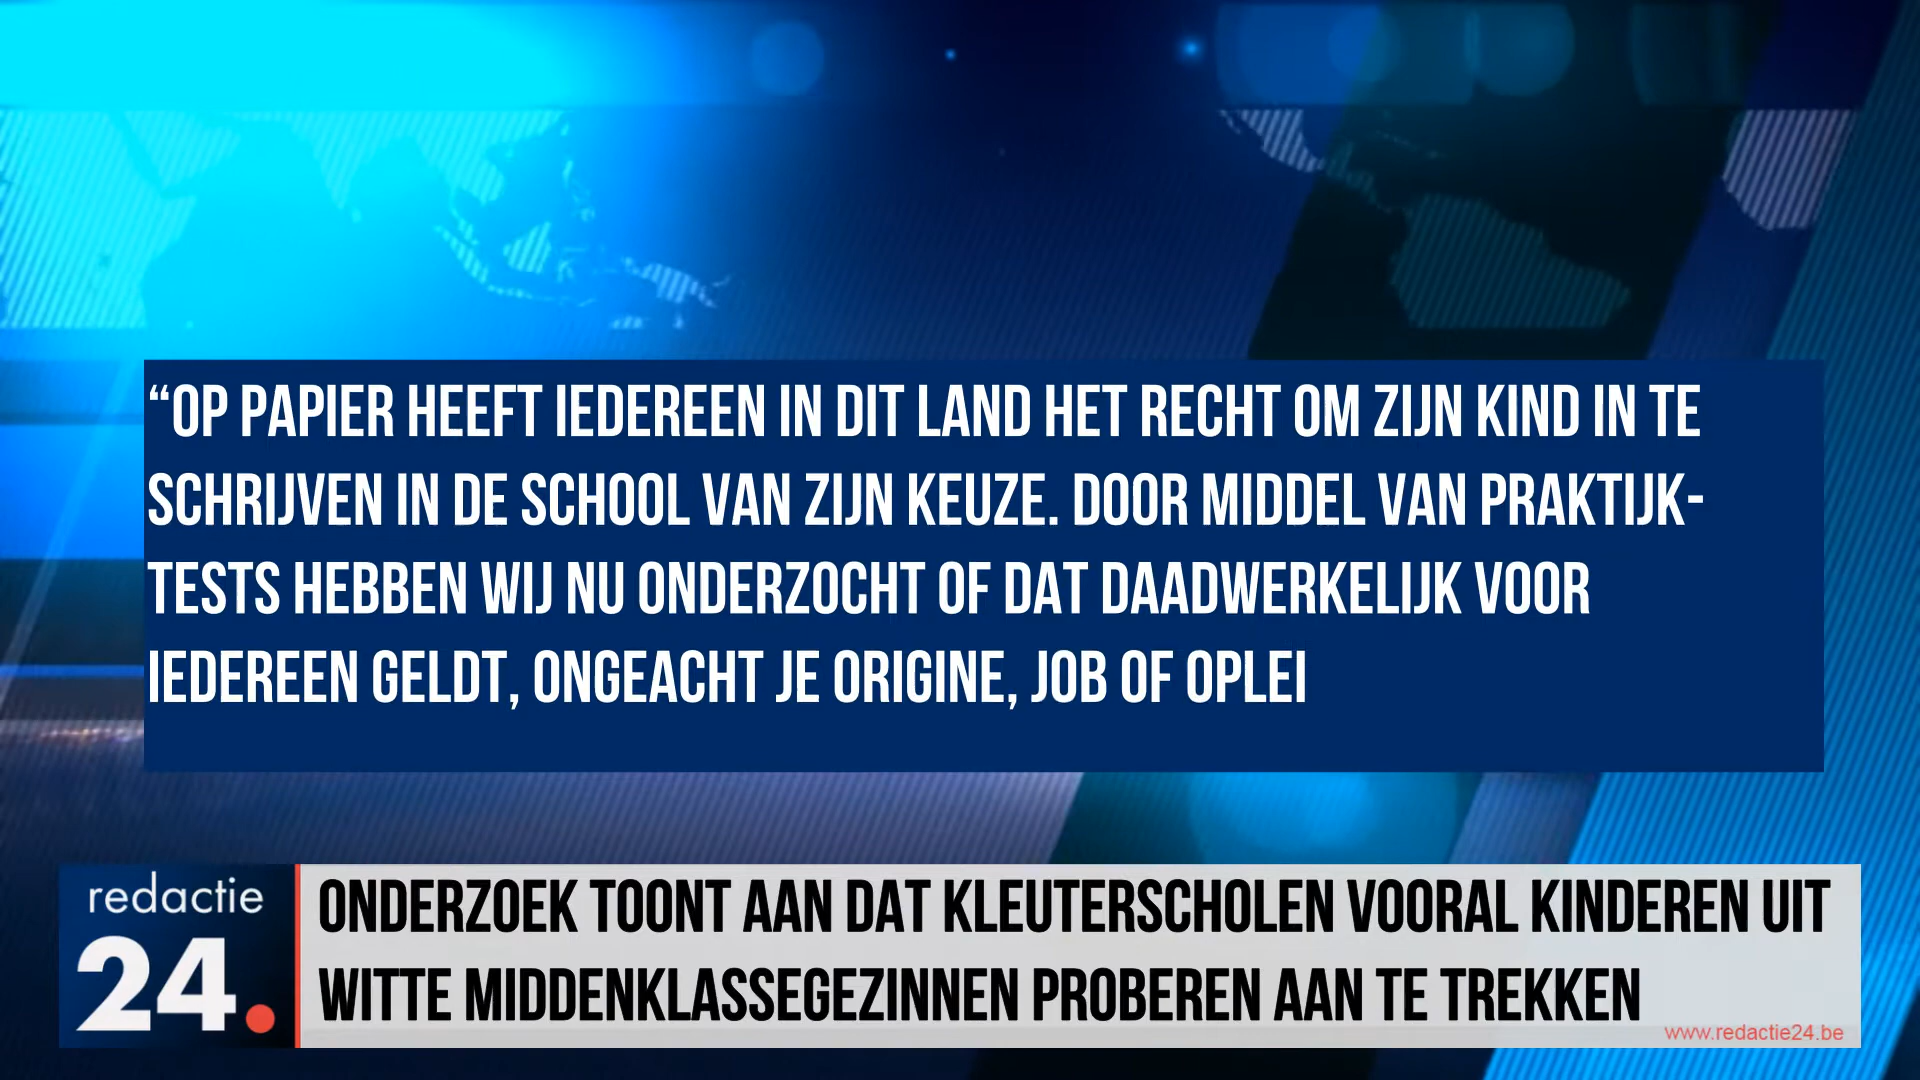 “OP PAPIER HEEFT IEDEREEN IN DIT LAND HET RECHT OM ZIJN KIND IN TE
SCHRIJVEN IN DE SCHOOL VAN ZIJN KEUZE. DOOR MIDDEL VAN PRAKTIJK-
TESTS HEBBEN WIJ NU ONDERZOCHT OF DAT DAADWERKELIJK VOOR
IEDEREEN GELDT, ONGEACHT JE ORIGINE, JOB OF OPLEI
redactie
24.
ONDERZOEK TOONT AAN DAT KLEUTERSCHOLEN VOORAL KINDEREN UIT
WITTE MIDDENKLASSEGEZINNEN PROBEREN AAN TE TREKKEN
www.redactie24.be